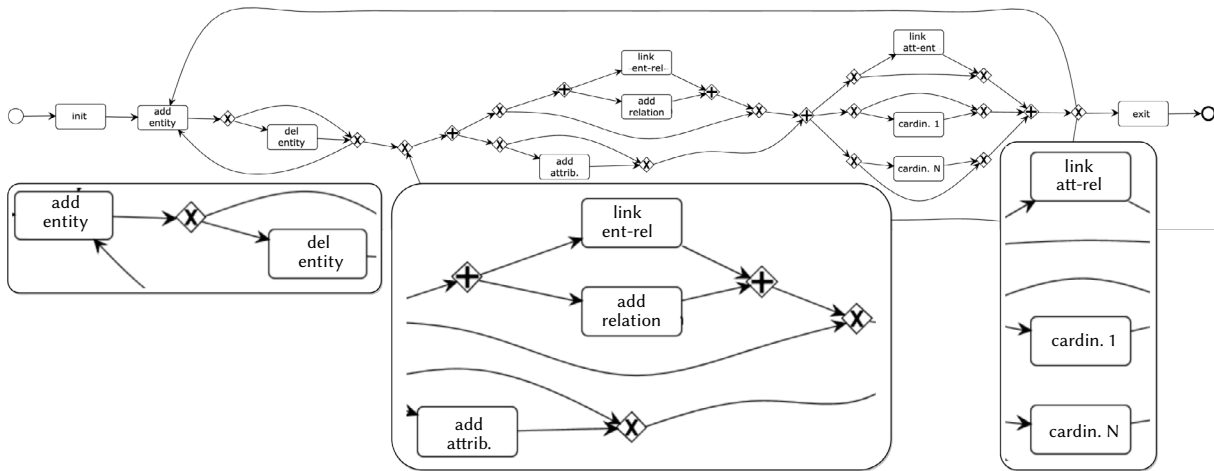 link
att-ent
link
ent-rel
init
add
entity
add
relation
cardin. 1
exit
del
entity
add
attrib.
cardin. N
add
entity
del
entity
link
ent-rel
add
relation
add
attrib.
link
att-rel
cardin. 1
cardin. N